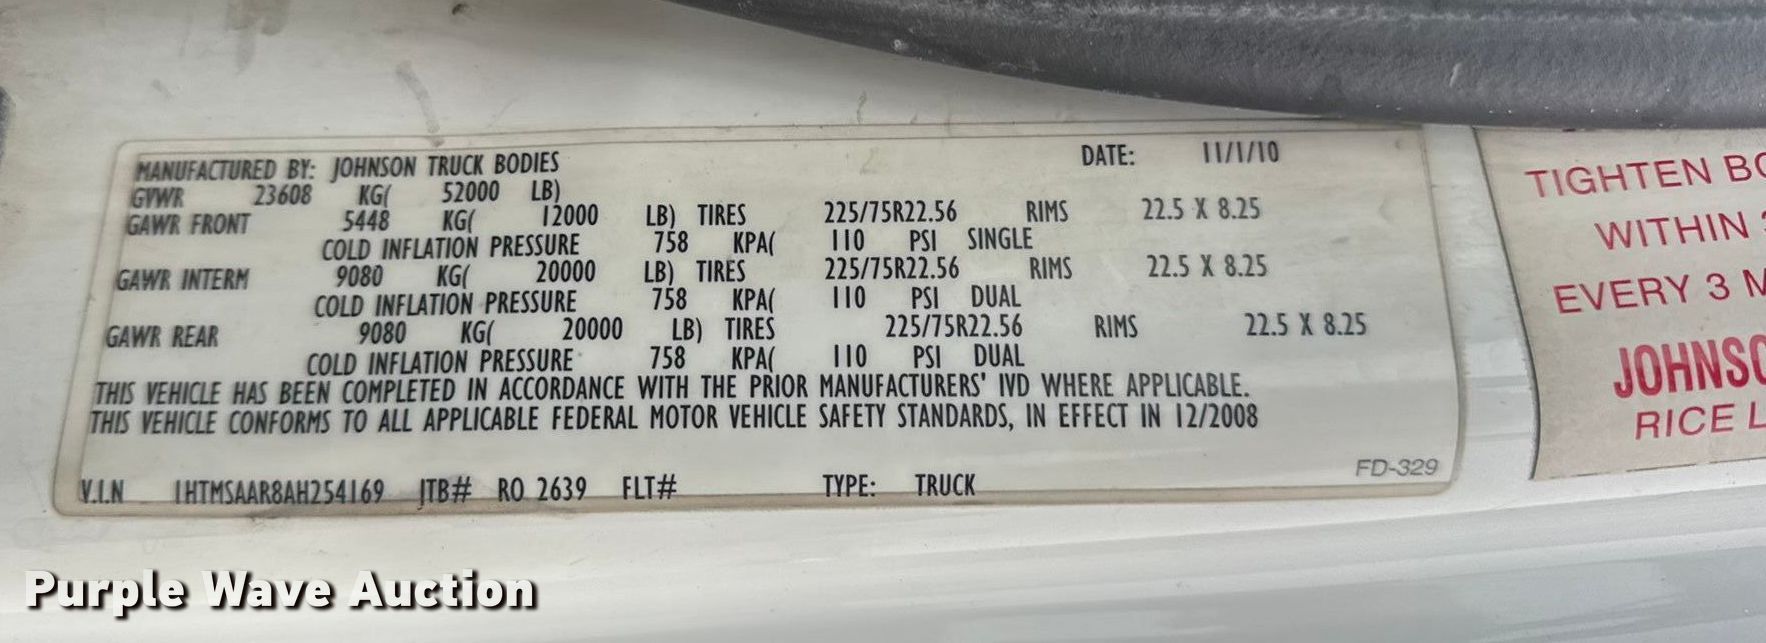 MANUFACTURED BY: JOHNSON TRUCK BODIES DATE: 11/1/10
GVWR 23608 KG( 52000 LB)
GAWR FRONT 5448 KG( 12000 LB) TIRES 225/75R22.56 RIMS 22.5 X 8.25
COLD INFLATION PRESSURE 758 KPA( 110 PSI SINGLE
GAWR INTERM 9080 KG( 20000 LB) TIRES 225/75R22.56 RIMS 22.5 X 8.25
COLD INFLATION PRESSURE 758 KPA( 110 PSI DUAL
GAWR REAR 9080 KG( 20000 LB) TIRES 225/75R22.56 RIMS 22.5 X 8.25
COLD INFLATION PRESSURE 758 KPA( 110 PSI DUAL
THIS VEHICLE HAS BEEN COMPLETED IN ACCORDANCE WITH THE PRIOR MANUFACTURERS' IVD WHERE APPLICABLE.
THIS VEHICLE CONFORMS TO ALL APPLICABLE FEDERAL MOTOR VEHICLE SAFETY STANDARDS, IN EFFECT IN 12/2008
FD-329
V.I.N 1HTMSAAR8AH254169 JTB# RO 2639 FLT# TYPE: TRUCK
TIGHTEN
WITHIN
EVERY 3
RICE
Purple Wave Auction